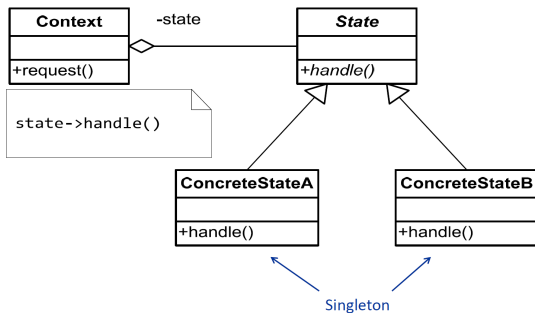 Context
-state
State
+request()
+handle()
state->handle()
ConcreteStateA
ConcreteStateB
+handle()
+handle()
Singleton